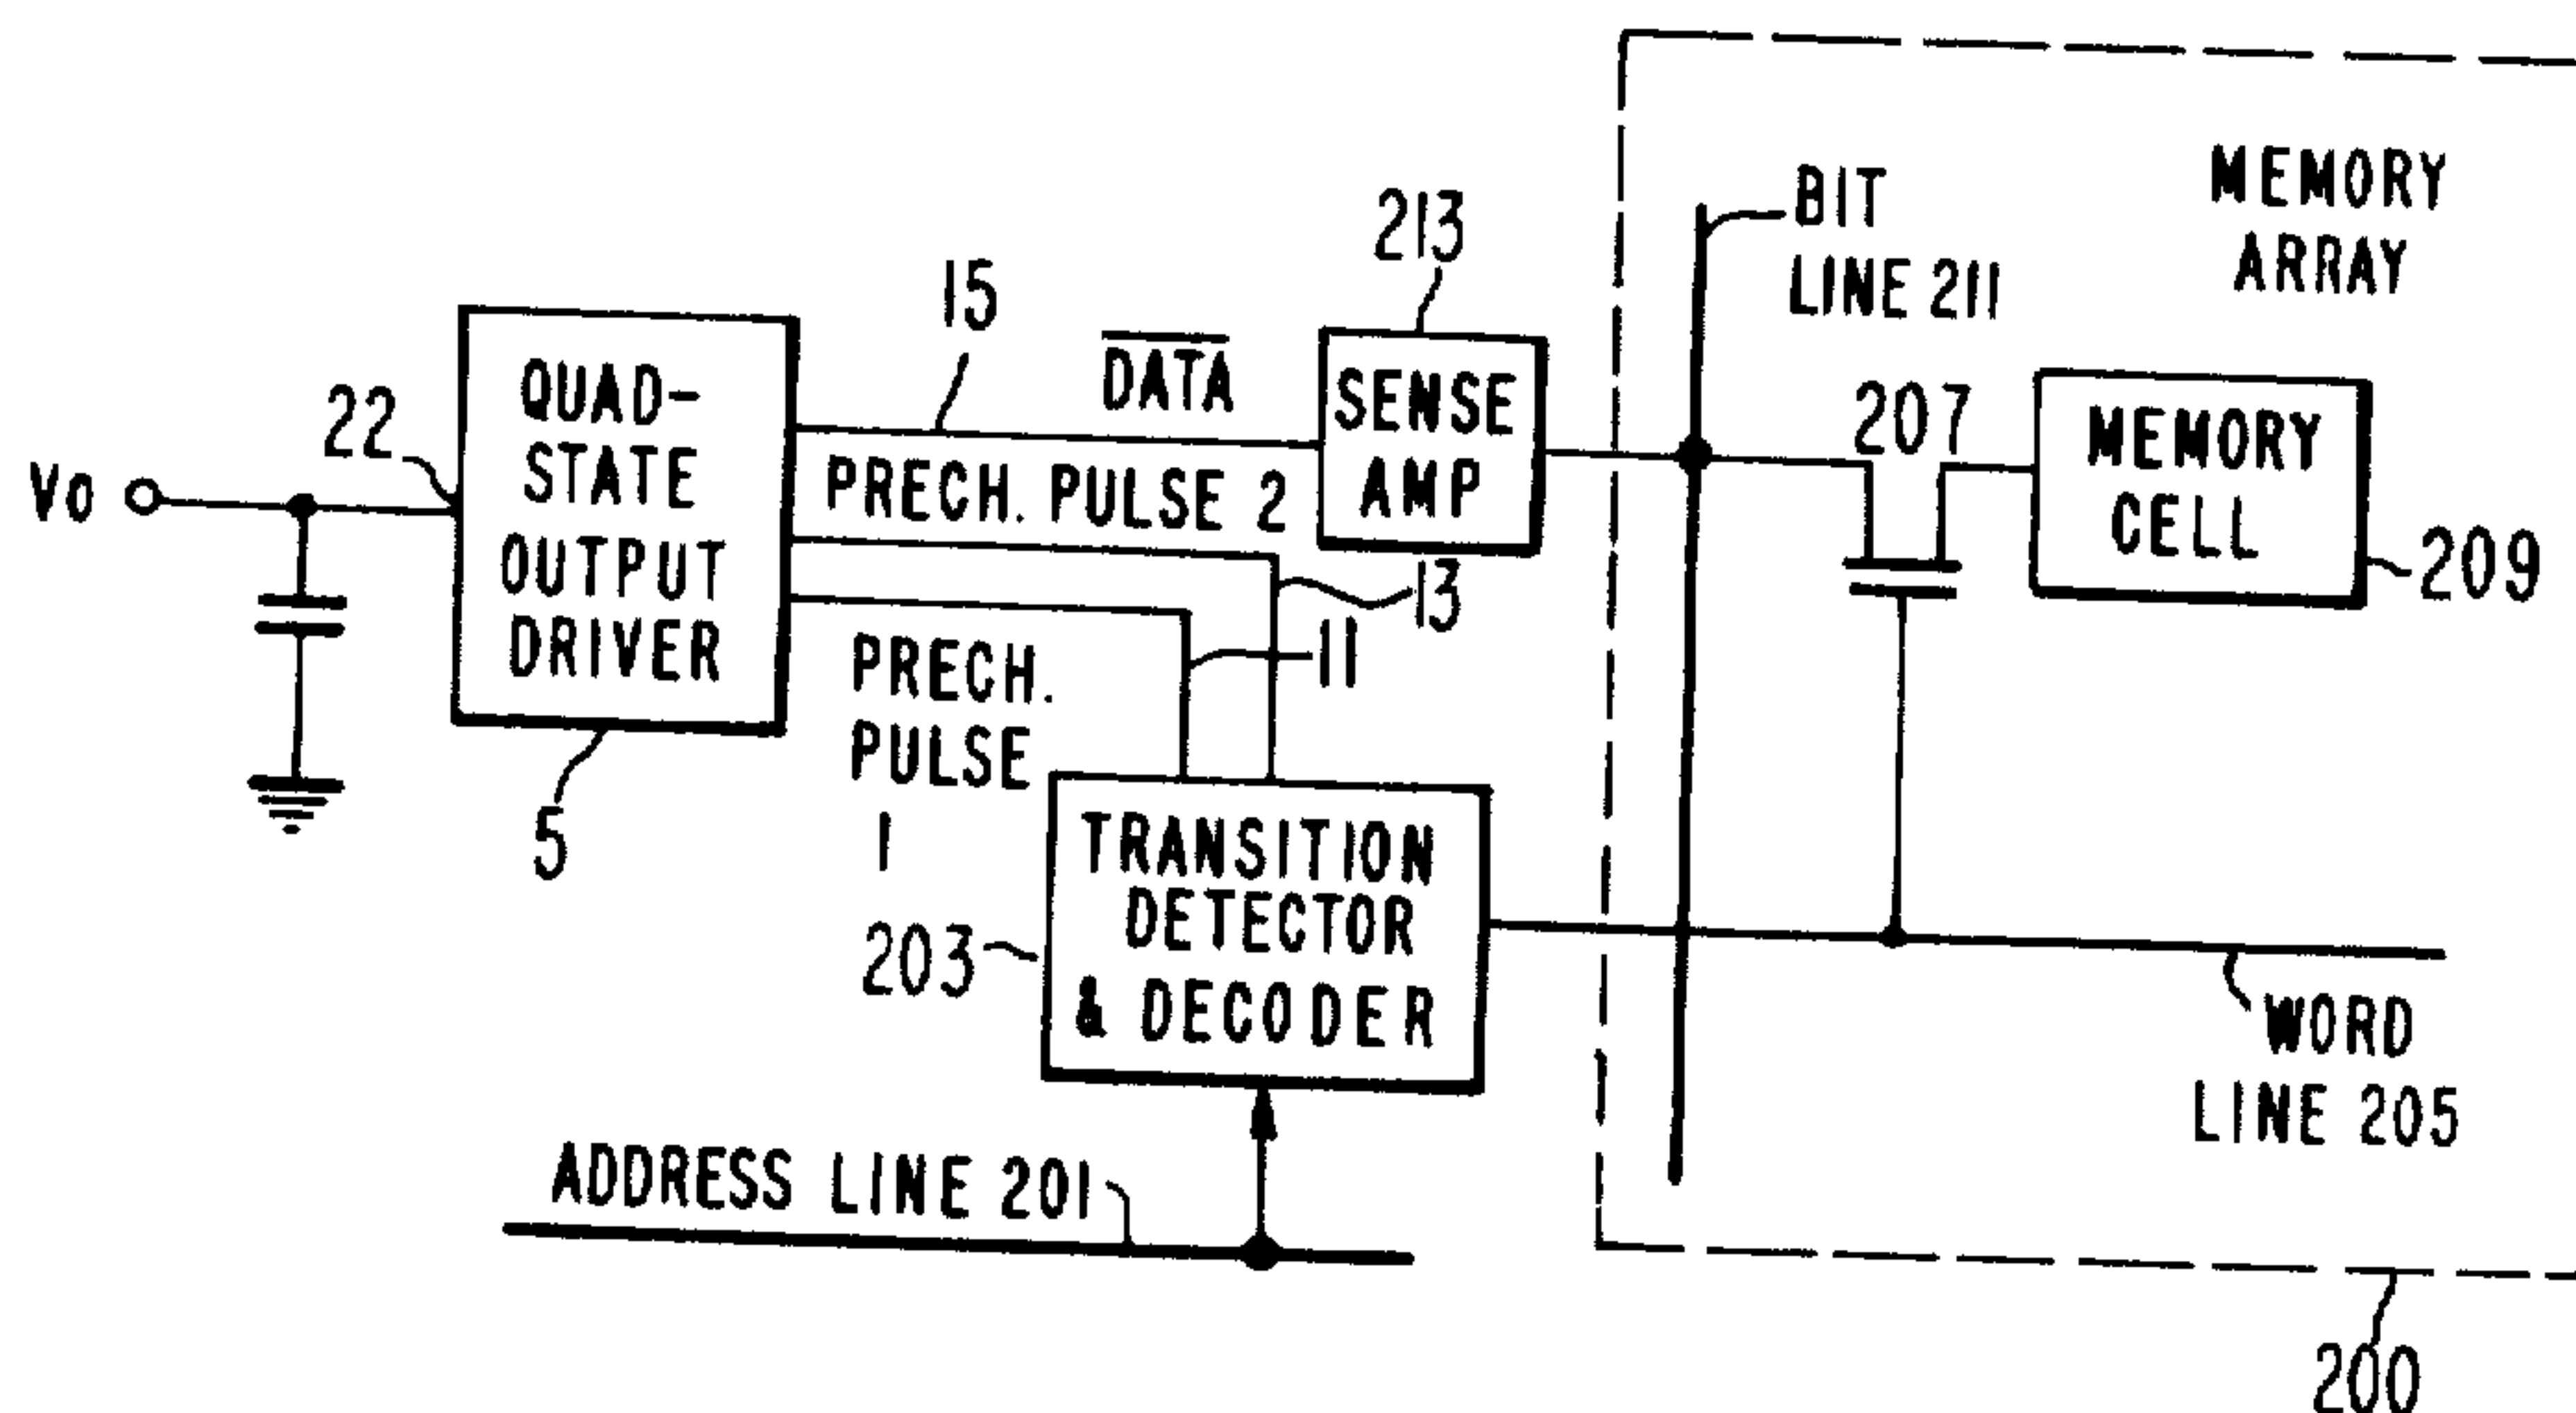 MEMORY
ARRAY
BIT
LINE 211
213
15
D̅A̅T̅A̅
SENSE
AMP
207
MEMORY
CELL
209
QUAD-
STATE
OUTPUT
DRIVER
22
Vo
PRECH. PULSE 2
13
11
PRECH.
PULSE
1
5
TRANSITION
DETECTOR
& DECODER
203
WORD
LINE 205
ADDRESS LINE 201
200